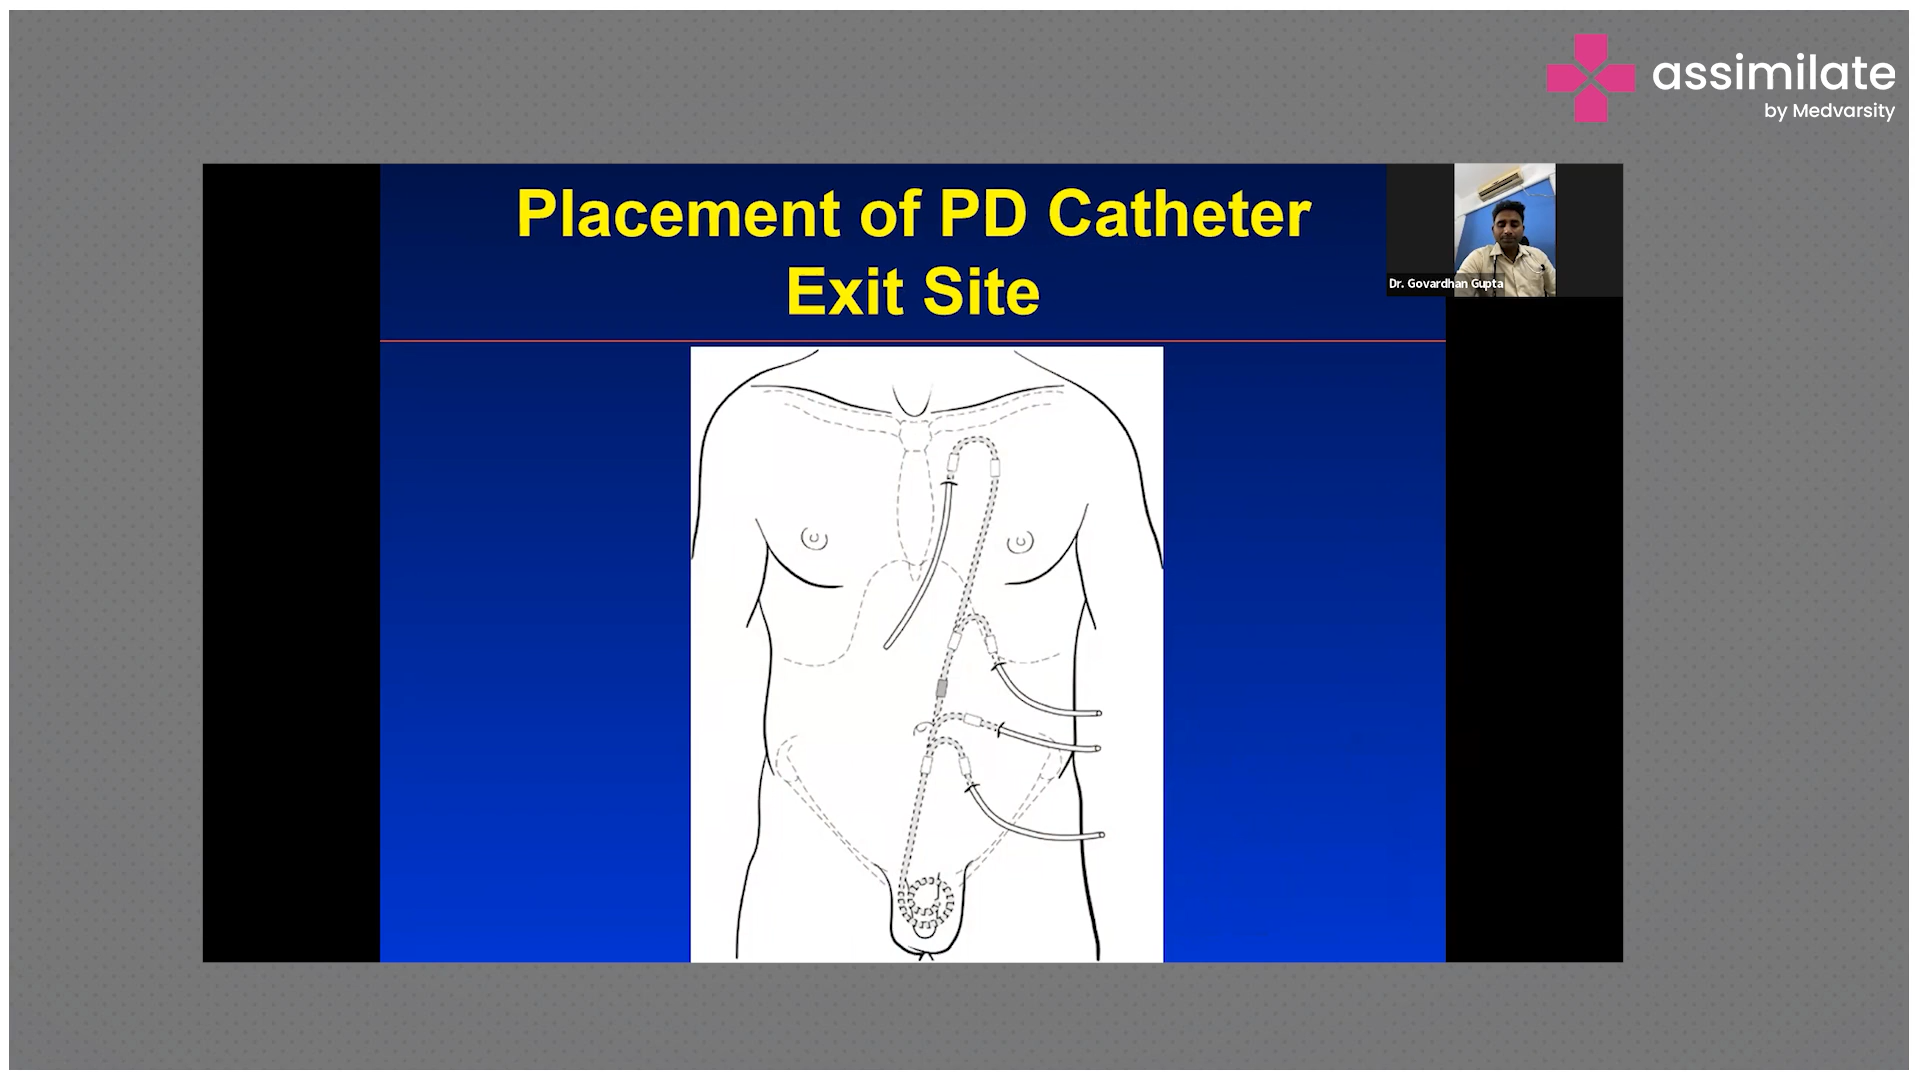 assimilate
by Medvarsity
Placement of PD Catheter
Exit Site
Dr. Govardhan Gupta